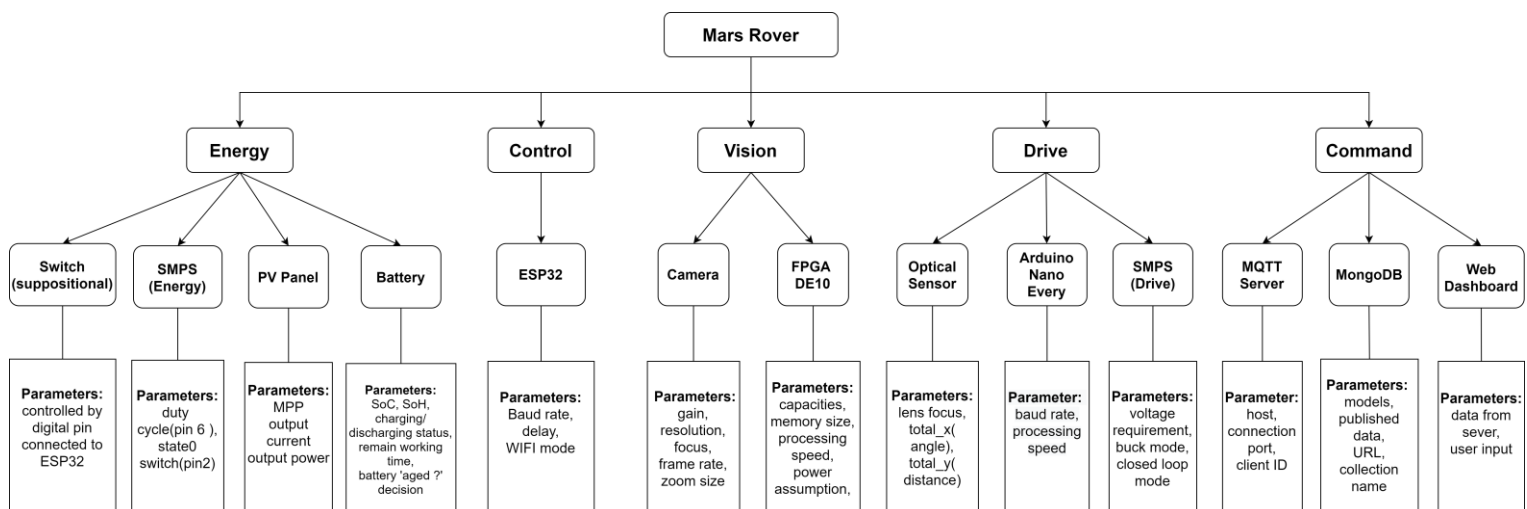 Mars Rover
Energy
Control
Vision
Drive
Command
Switch
(suppositional)
SMPS
(Energy)
PV Panel
Battery
ESP32
Camera
FPGA
DE10
Optical
Sensor
Arduino
Nano
Every
SMPS
(Drive)
MQTT
Server
MongoDB
Web
Dashboard
Parameters:
controlled by
digital pin
connected to
ESP32
Parameters:
duty
cycle(pin 6 ),
state0
switch(pin2)
Parameters:
MPP
output
current
output power
Parameters:
SoC, SoH,
charging/
discharging status,
remain working
time,
battery 'aged ?'
decision
Parameters:
Baud rate,
delay,
WIFI mode
Parameters:
gain,
resolution,
focus,
frame rate,
zoom size
Parameters:
capacities,
memory size,
processing
speed,
power
assumption,
Parameters:
lens focus,
total_x(
angle),
total_y(
distance)
Parameter:
baud rate,
processing
speed
Parameters:
voltage
requirement,
buck mode,
closed loop
mode
Parameter:
host,
connection
port,
client ID
Parameters:
models,
published
data,
URL,
collection
name
Parameters:
data from
sever,
user input